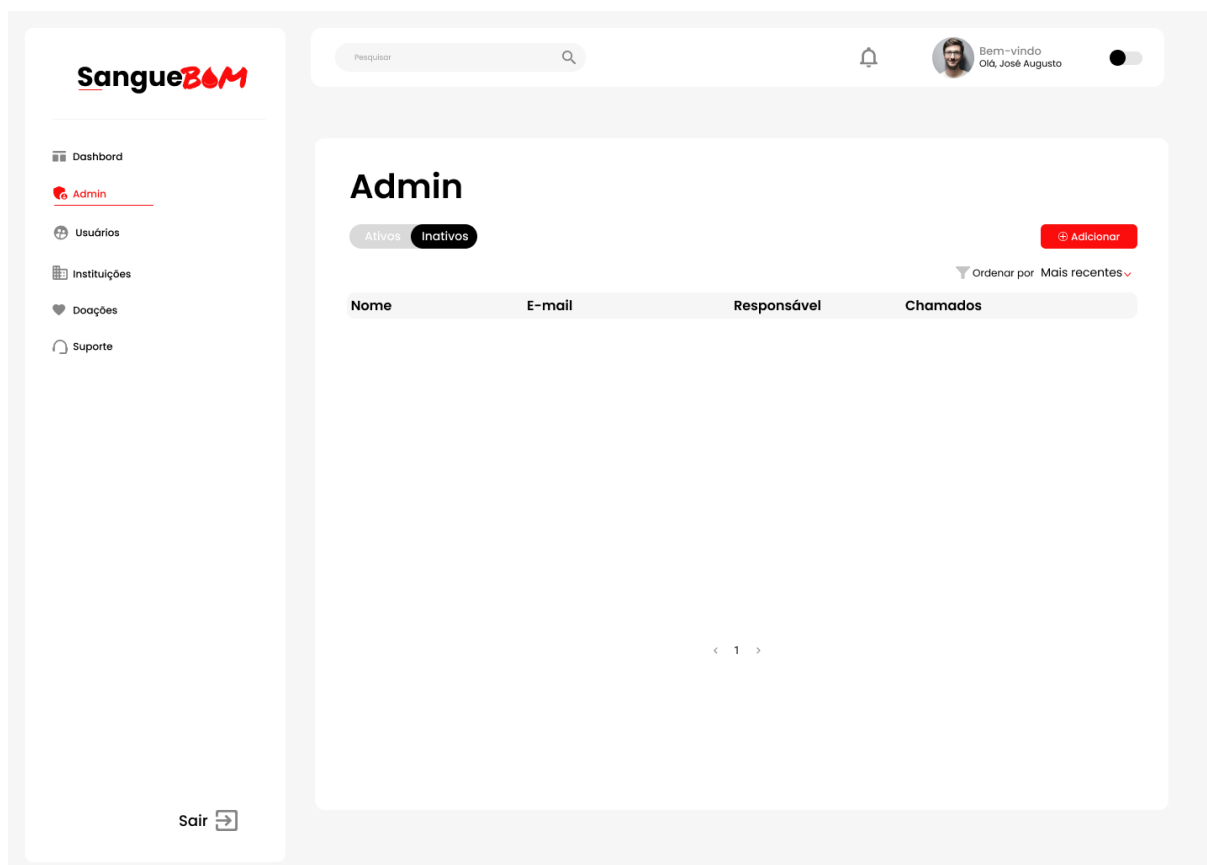 SangueBOM
Pesquisar
Bem-vindo
Olá, José Augusto
Dashbord
Admin
Usuários
Instituições
Doações
Suporte
Sair
Admin
Ativos Inativos
Adicionar
Ordenar por Mais recentes
Nome E-mail Responsável Chamados
< 1 >